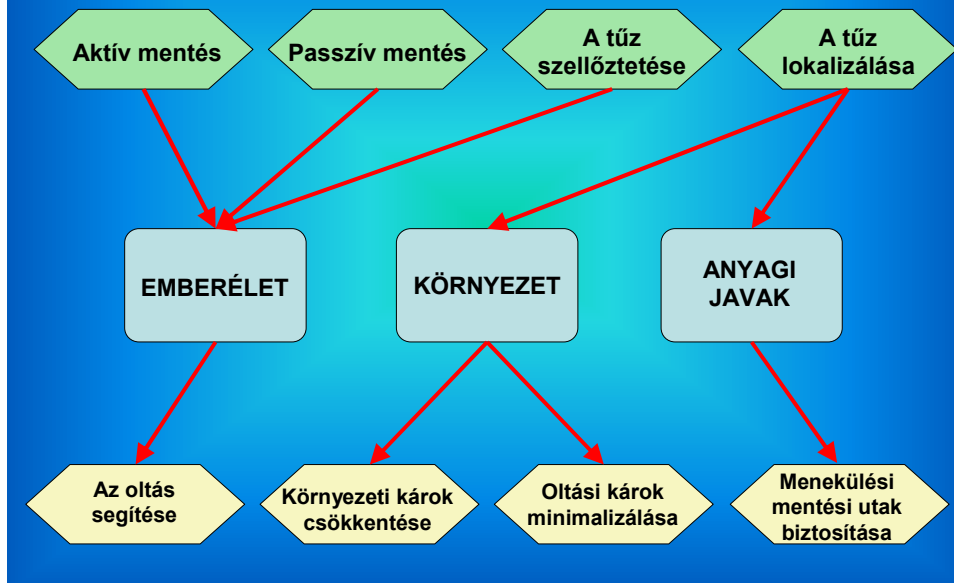 Aktív mentés
Passzív mentés
A tűz
szellőztetése
A tűz
lokalizálása
EMBERÉLET
KÖRNYEZET
ANYAGI
JAVAK
Az oltás
segítése
Környezeti károk
csökkentése
Oltási károk
minimalizálása
Menekülési
mentési utak
biztosítása